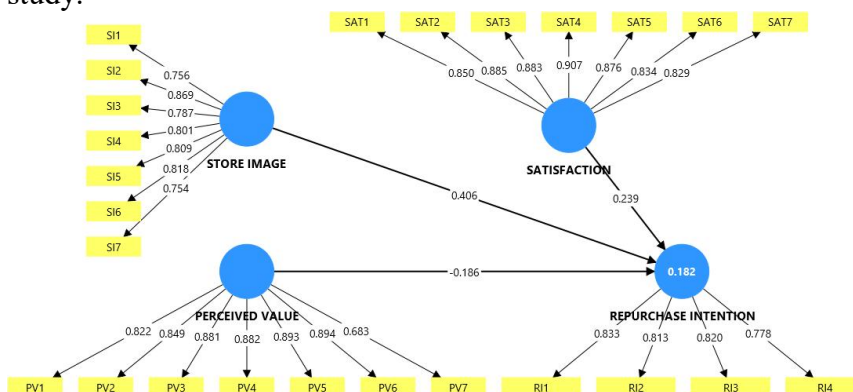 study.
SAT1 SAT2 SAT3 SAT4 SAT5 SAT6 SAT7
SI1
SI2
SI3
SI4
SI5
SI6
SI7
0.756
0.869
0.787
0.801
0.809
0.818
0.754
0.850 0.885 0.883 0.907 0.876 0.834 0.829
STORE IMAGE
SATISFACTION
0.406
0.239
-0.186
0.182
PERCEIVED VALUE
REPURCHASE INTENTION
0.822 0.849 0.881 0.882 0.893 0.894 0.683
0.833 0.813 0.820 0.778
PV1 PV2 PV3 PV4 PV5 PV6 PV7
RI1 RI2 RI3 RI4